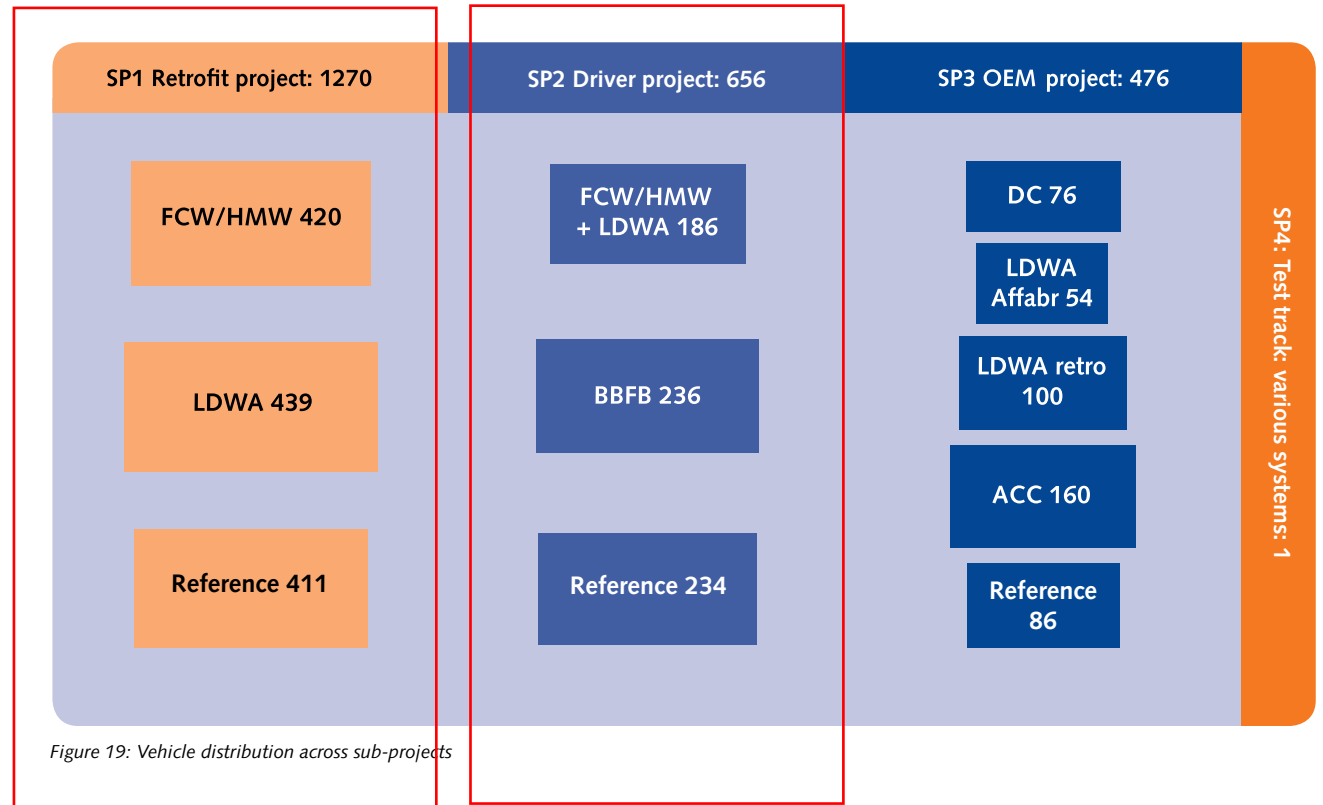 SP1 Retrofit project: 1270
FCW/HMW 420
LDWA 439
Reference 411
SP2 Driver project: 656
FCW/HMW
+ LDWA 186
BBFB 236
Reference 234
SP3 OEM project: 476
DC 76
LDWA
Affabr 54
LDWA retro
100
ACC 160
Reference
86
SP4: Test track: various systems: 1
Figure 19: Vehicle distribution across sub-projects